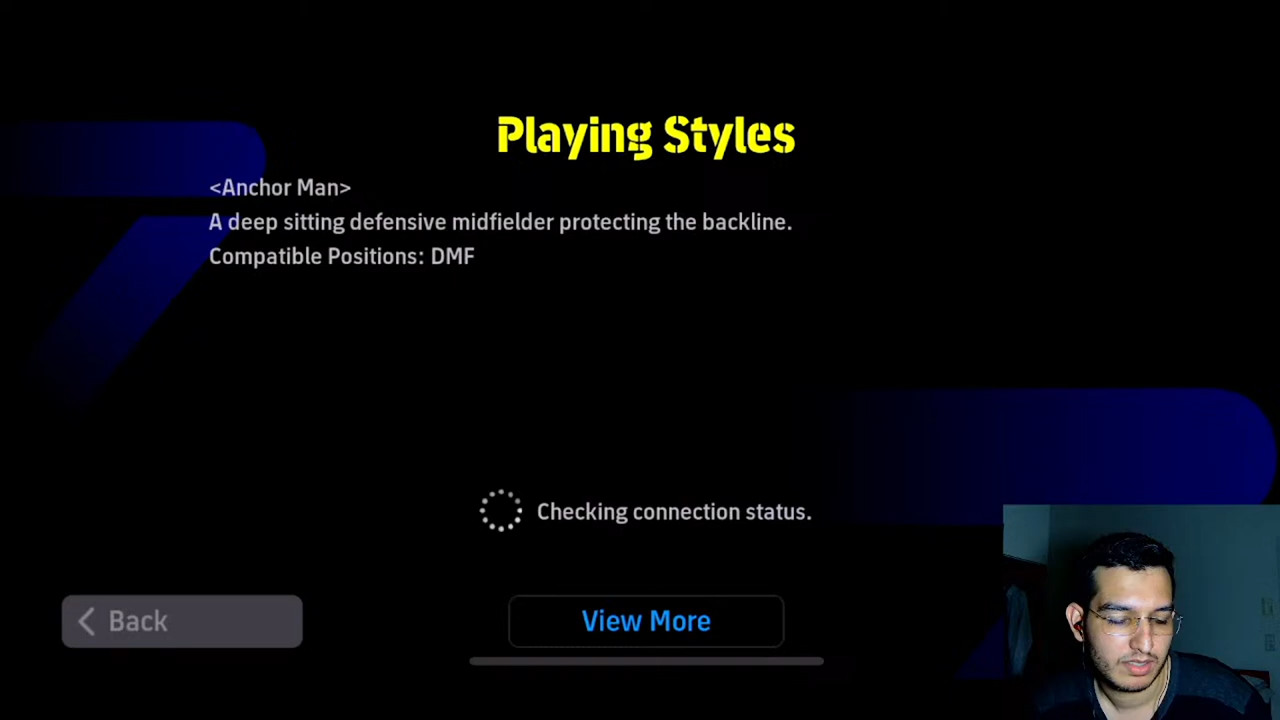 Playing Styles
<Anchor Man>
A deep sitting defensive midfielder protecting the backline.
Compatible Positions: DMF
Checking connection status.
Back
View More